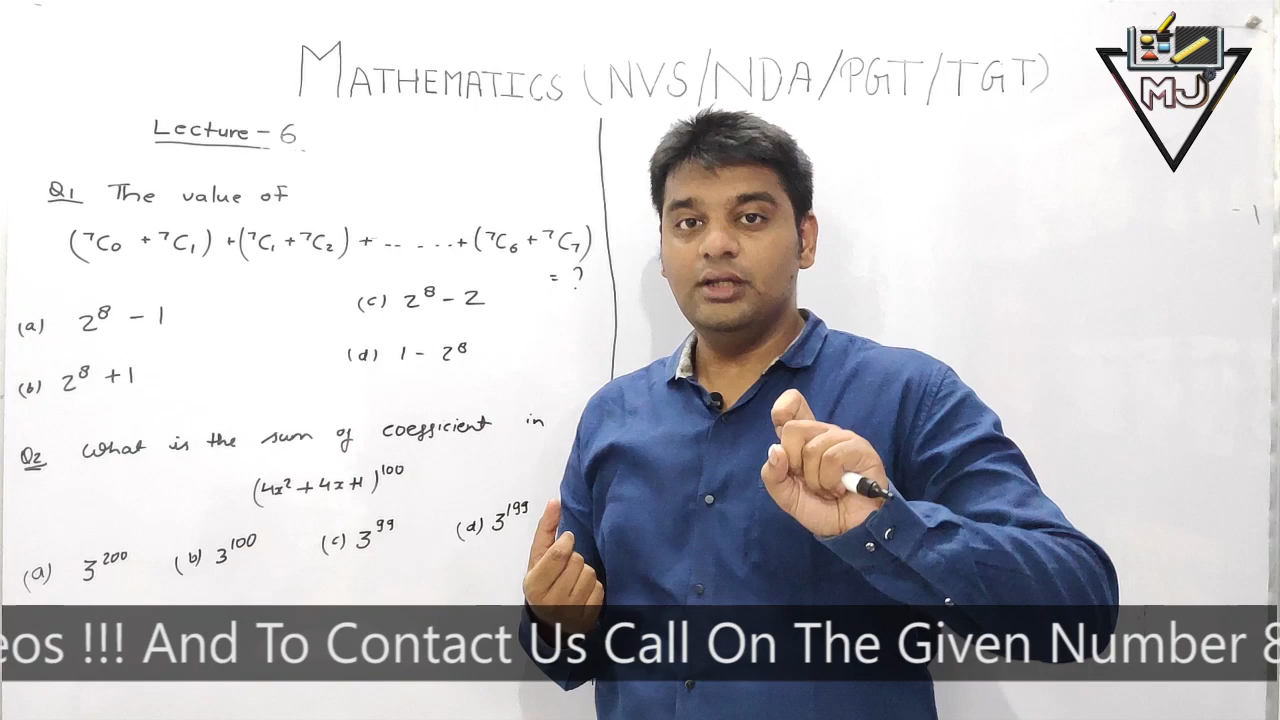 MATHEMATICS (NVS/NDA/PGT/TGT)
MJ
Lecture - 6
Q1 The value of
(⁷C₀ + ⁷C₁) + (⁷C₁ + ⁷C₂) + .. .. .. + (⁷C₆ + ⁷C₇)
= ?
(a) 2⁸ - 1
(c) 2⁸ - 2
(b) 2⁸ + 1
(d) 1 - 2⁸
Q2 What is the sum of coefficient in
(4x² + 4x + 1)¹⁰⁰
(a) 3²⁰⁰ (b) 3¹⁰⁰ (c) 3⁹⁹ (d) 3¹⁹⁹
eos !!! And To Contact Us Call On The Given Number 8